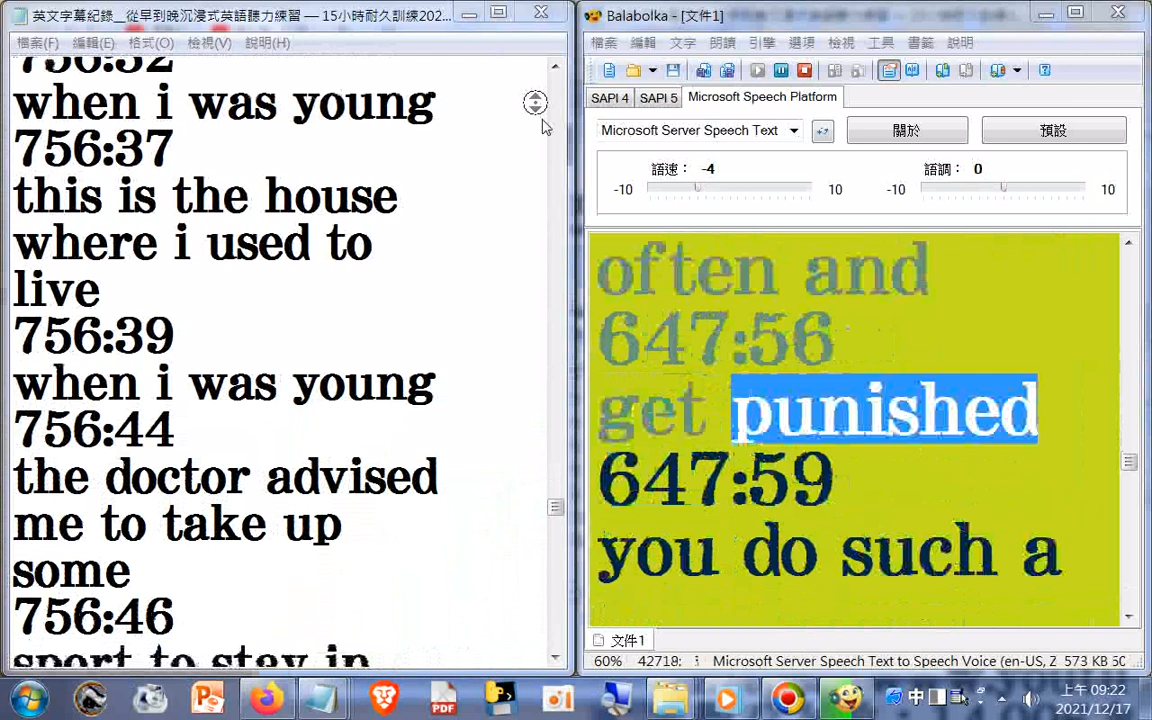 英文字幕紀錄__從早到晚沉浸式英語聽力練習 — 15小時耐久訓練202...
檔案(F) 編輯(E) 格式(O) 檢視(V) 說明(H)
756:32
when i was young
756:37
this is the house
where i used to
live
756:39
when i was young
756:44
the doctor advised
me to take up
some
756:46
sport to stay in
Balabolka - [文件1]
檔案 編輯 文字 朗讀 引擎 選項 檢視 工具 書籤 說明
SAPI 4 SAPI 5 Microsoft Speech Platform
Microsoft Server Speech Text 關於 預設
語速： -4 語調： 0
-10 10 -10 10
often and
647:56
get punished
647:59
you do such a
文件1
60% 42718: Microsoft Server Speech Text to Speech Voice (en-US, Z 573 KB
中
上午 09:22
2021/12/17